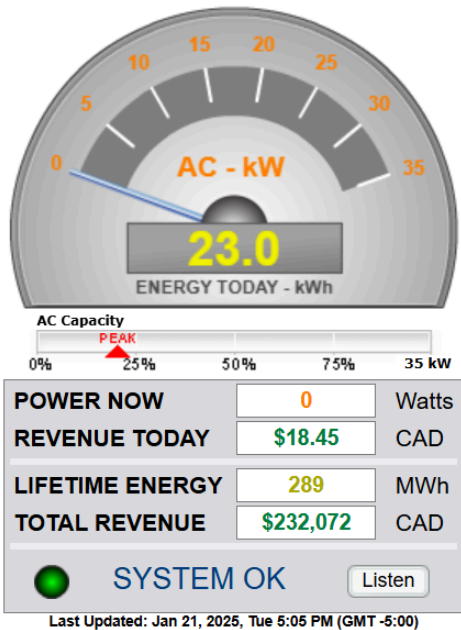 0 5 10 15 20 25 30 35
AC - kW
23.0
ENERGY TODAY - kWh
AC Capacity
PEAK
0% 25% 50% 75% 35 kW
POWER NOW 0 Watts
REVENUE TODAY $18.45 CAD
LIFETIME ENERGY 289 MWh
TOTAL REVENUE $232,072 CAD
SYSTEM OK Listen
Last Updated: Jan 21, 2025, Tue 5:05 PM (GMT -5:00)